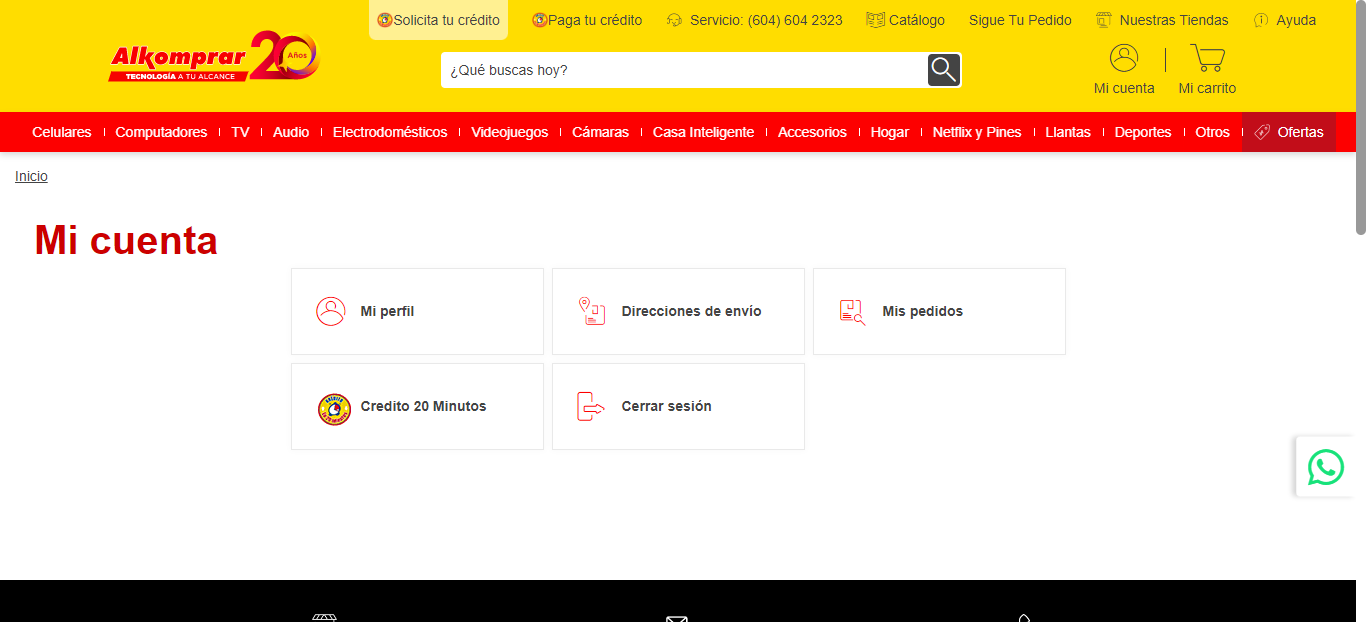 Solicita tu crédito
Paga tu crédito
Servicio: (604) 604 2323
Catálogo
Sigue Tu Pedido
Nuestras Tiendas
Ayuda
Alkomprar 20 Años
TECNOLOGÍA A TU ALCANCE
¿Qué buscas hoy?
Mi cuenta
Mi carrito
Celulares
Computadores
TV
Audio
Electrodomésticos
Videojuegos
Cámaras
Casa Inteligente
Accesorios
Hogar
Netflix y Pines
Llantas
Deportes
Otros
Ofertas
Inicio
Mi cuenta
Mi perfil
Direcciones de envío
Mis pedidos
Credito 20 Minutos
Cerrar sesión